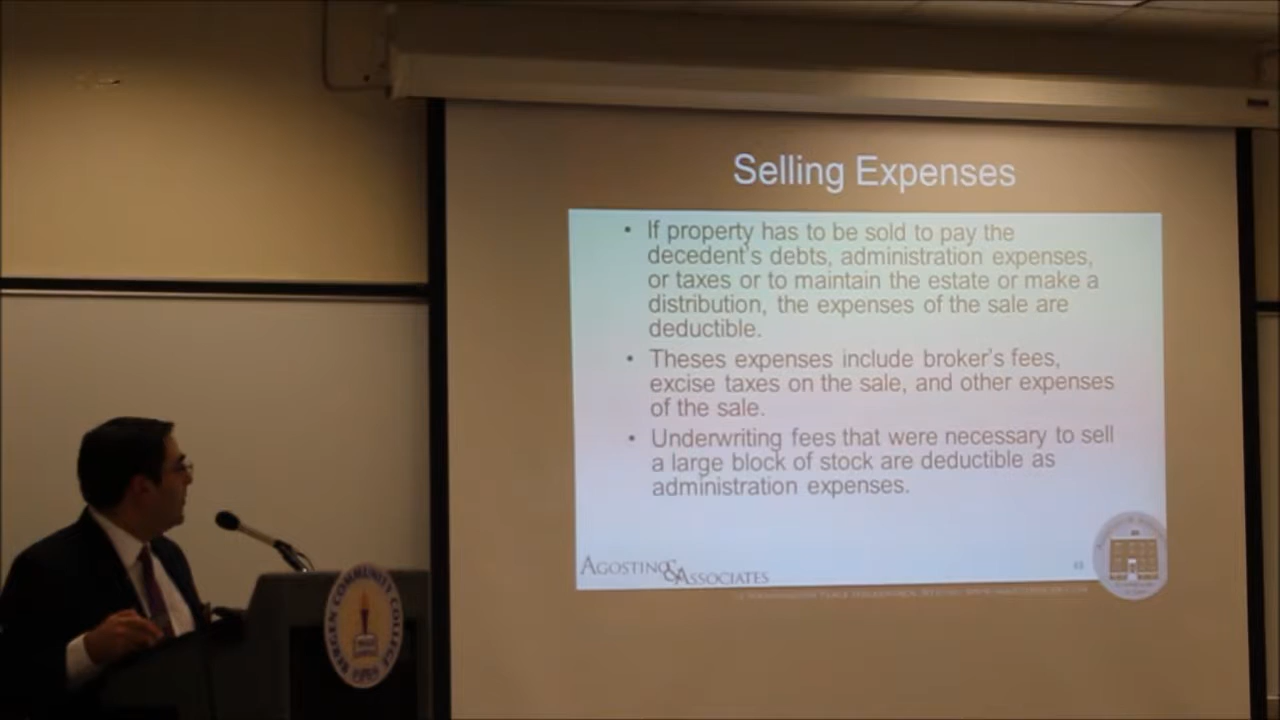 Selling Expenses
• If property has to be sold to pay the
decedent's debts, administration expenses,
or taxes or to maintain the estate or make a
distribution, the expenses of the sale are
deductible.
• Theses expenses include broker's fees,
excise taxes on the sale, and other expenses
of the sale.
• Underwriting fees that were necessary to sell
a large block of stock are deductible as
administration expenses.
AGOSTINO & ASSOCIATES
BERGEN COMMUNITY COLLEGE